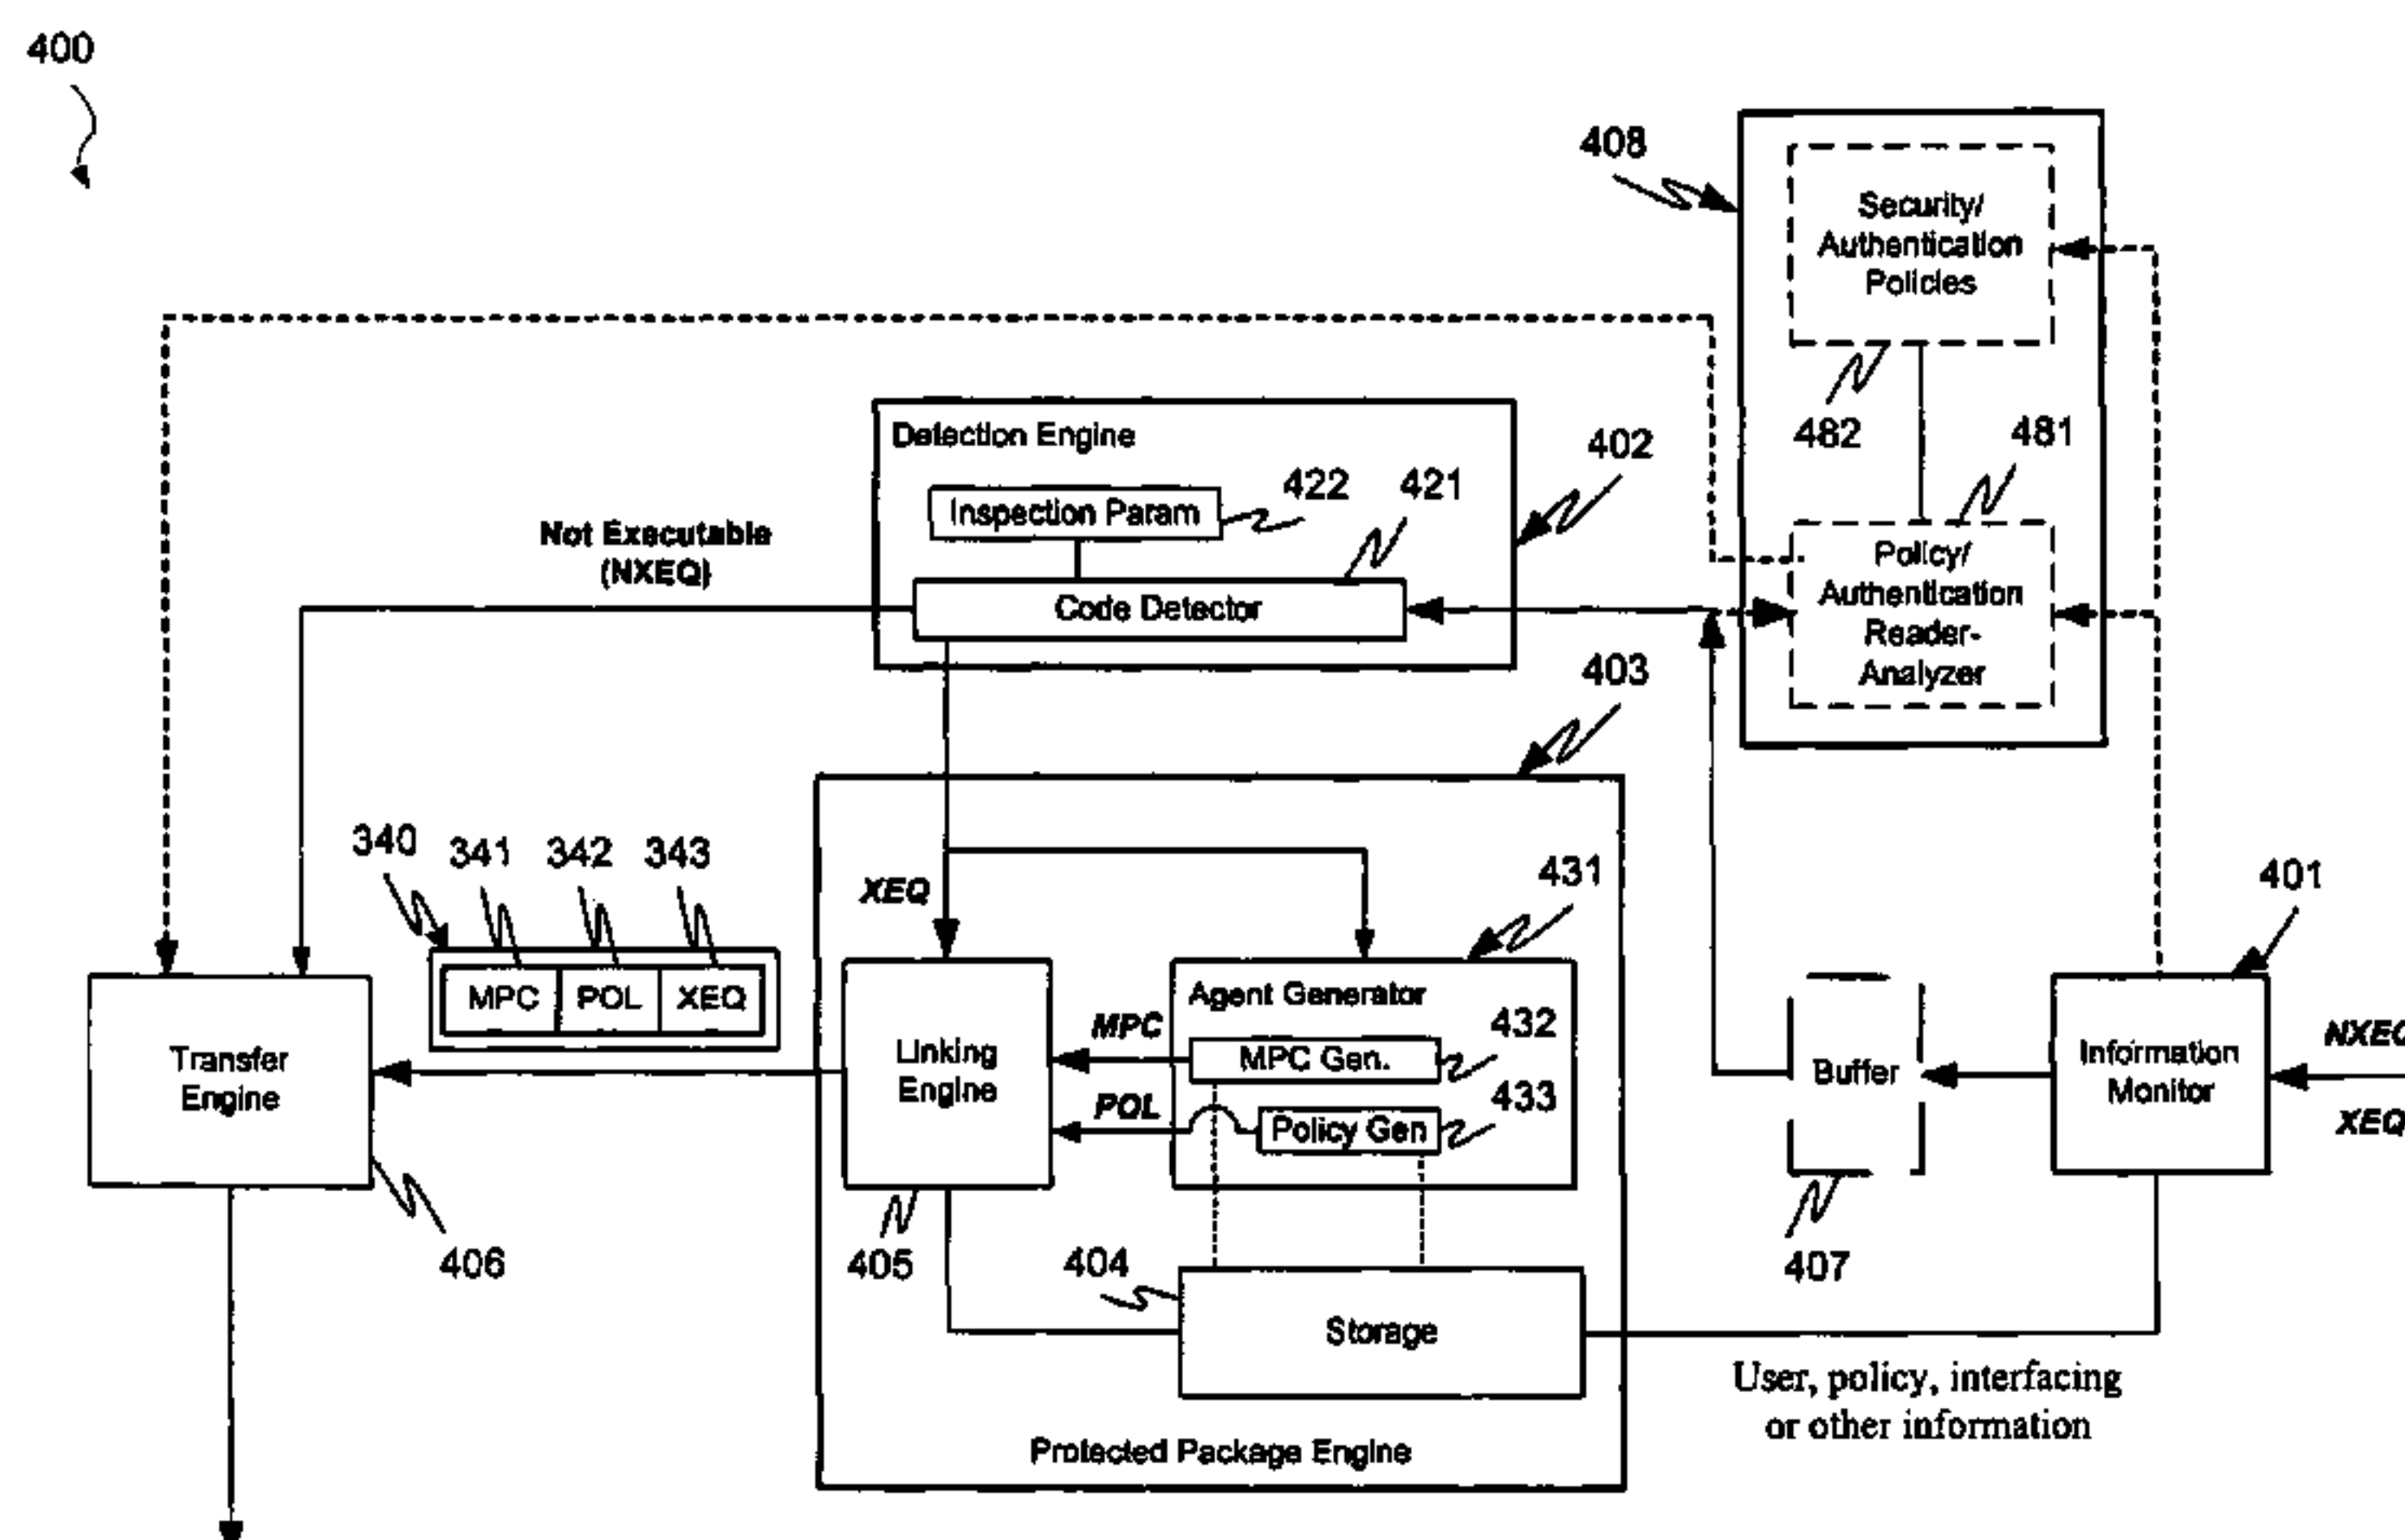 400
408
Security/
Authentication
Policies
482
481
Detection Engine
402
Inspection Param
422
421
Not Executable
(NXEQ)
Code Detector
Policy/
Authentication
Reader-
Analyzer
403
340
341
342
343
XEQ
431
401
MPC
POL
XEQ
Agent Generator
Transfer
Engine
Linking
Engine
MPC
MPC Gen.
432
POL
Policy Gen
433
Buffer
Information
Monitor
NXEQ
XEQ
406
405
404
407
Storage
User, policy, interfacing
or other information
Protected Package Engine